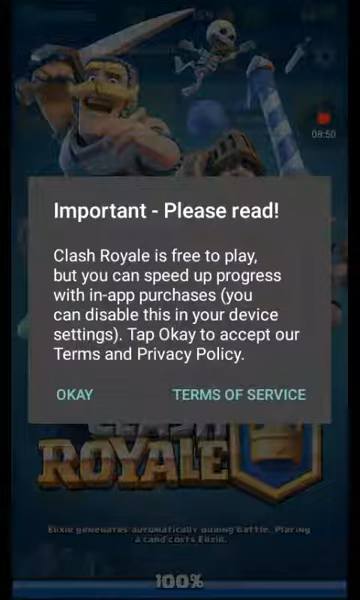 08:50
Important - Please read!
Clash Royale is free to play,
but you can speed up progress
with in-app purchases (you
can disable this in your device
settings). Tap Okay to accept our
Terms and Privacy Policy.
OKAY
TERMS OF SERVICE
CLASH
ROYALE
Elixir generates automatically during battle. Placing
a card costs Elixir.
100%